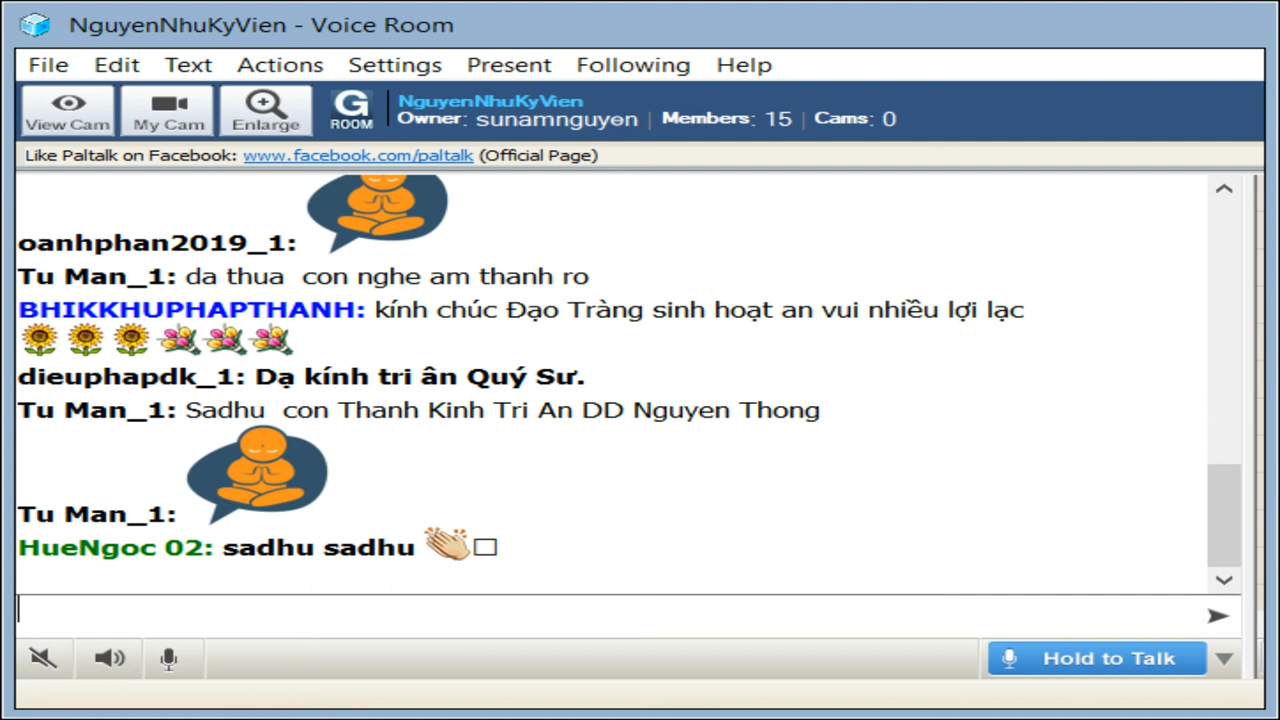 NguyenNhuKyVien - Voice Room
File Edit Text Actions Settings Present Following Help
View Cam My Cam Enlarge G ROOM
NguyenNhuKyVien
Owner: sunamnguyen | Members: 15 | Cams: 0
Like Paltalk on Facebook: www.facebook.com/paltalk (Official Page)
oanhphan2019_1:
Tu Man_1: da thua con nghe am thanh ro
BHIKKHUPHAPTHANH: kính chúc Đạo Tràng sinh hoạt an vui nhiều lợi lạc
dieuphapdk_1: Dạ kính tri ân Quý Sư.
Tu Man_1: Sadhu con Thanh Kinh Tri An DD Nguyen Thong
Tu Man_1:
HueNgoc 02: sadhu sadhu
Hold to Talk